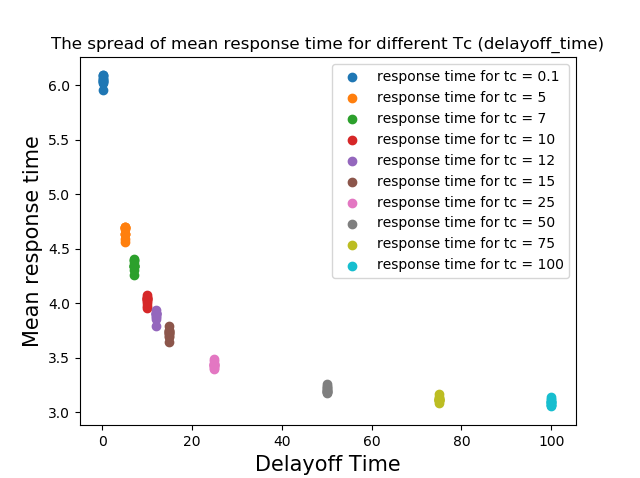 The spread of mean response time for different Tc (delayoff_time)
response time for tc = 0.1
response time for tc = 5
response time for tc = 7
response time for tc = 10
response time for tc = 12
response time for tc = 15
response time for tc = 25
response time for tc = 50
response time for tc = 75
response time for tc = 100
Mean response time
6.0
5.5
5.0
4.5
4.0
3.5
3.0
0 20 40 60 80 100
Delayoff Time